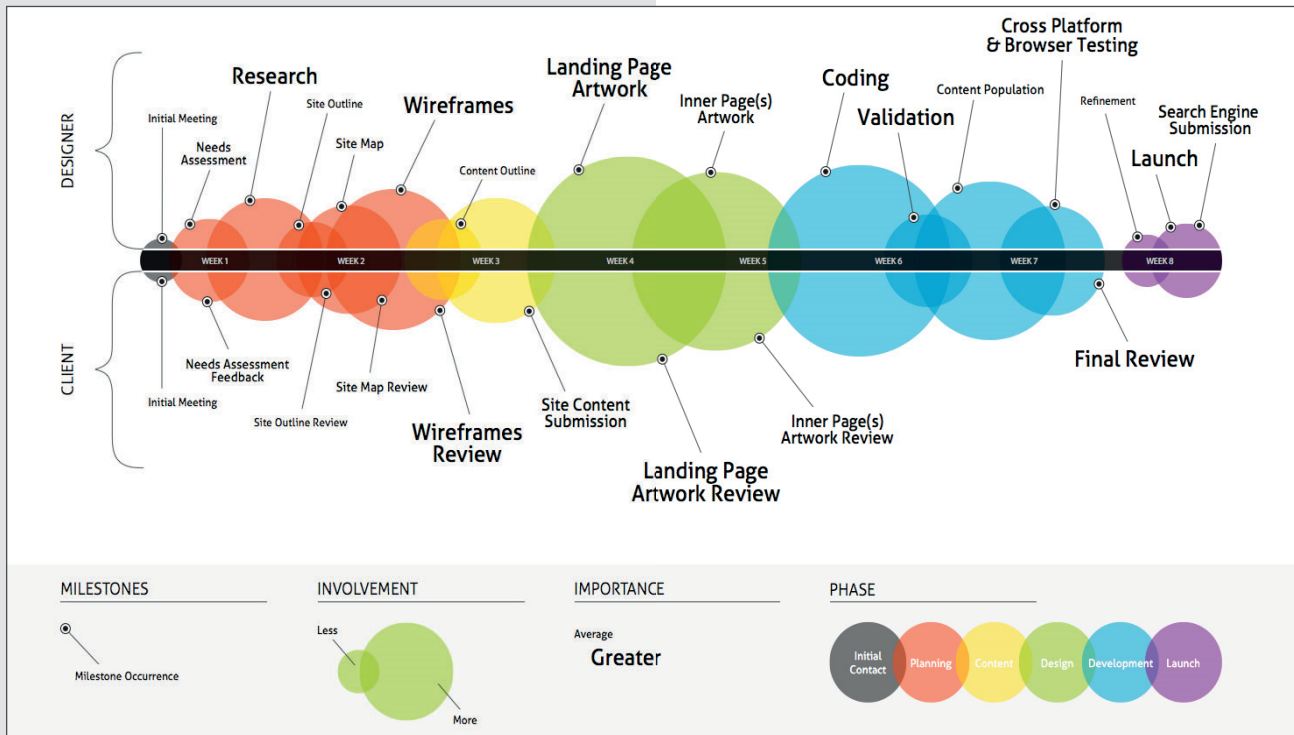 Cross Platform
& Browser Testing
Landing Page
Artwork
Research
Coding
Wireframes
Inner Page(s)
Artwork
Content Population
Site Outline
Refinement
Search Engine
Submission
Initial Meeting
Validation
Needs
Assessment
Site Map
Launch
Content Outline
DESIGNER
WEEK 1
WEEK 2
WEEK 3
WEEK 4
WEEK 5
WEEK 6
WEEK 7
WEEK 8
CLIENT
Needs Assessment
Feedback
Final Review
Site Map Review
Initial Meeting
Site Content
Submission
Site Outline Review
Inner Page(s)
Artwork Review
Wireframes
Review
Landing Page
Artwork Review
MILESTONES
Milestone Occurrence
INVOLVEMENT
Less
More
IMPORTANCE
Average
Greater
PHASE
Initial
Contact
Planning
Content
Design
Development
Launch